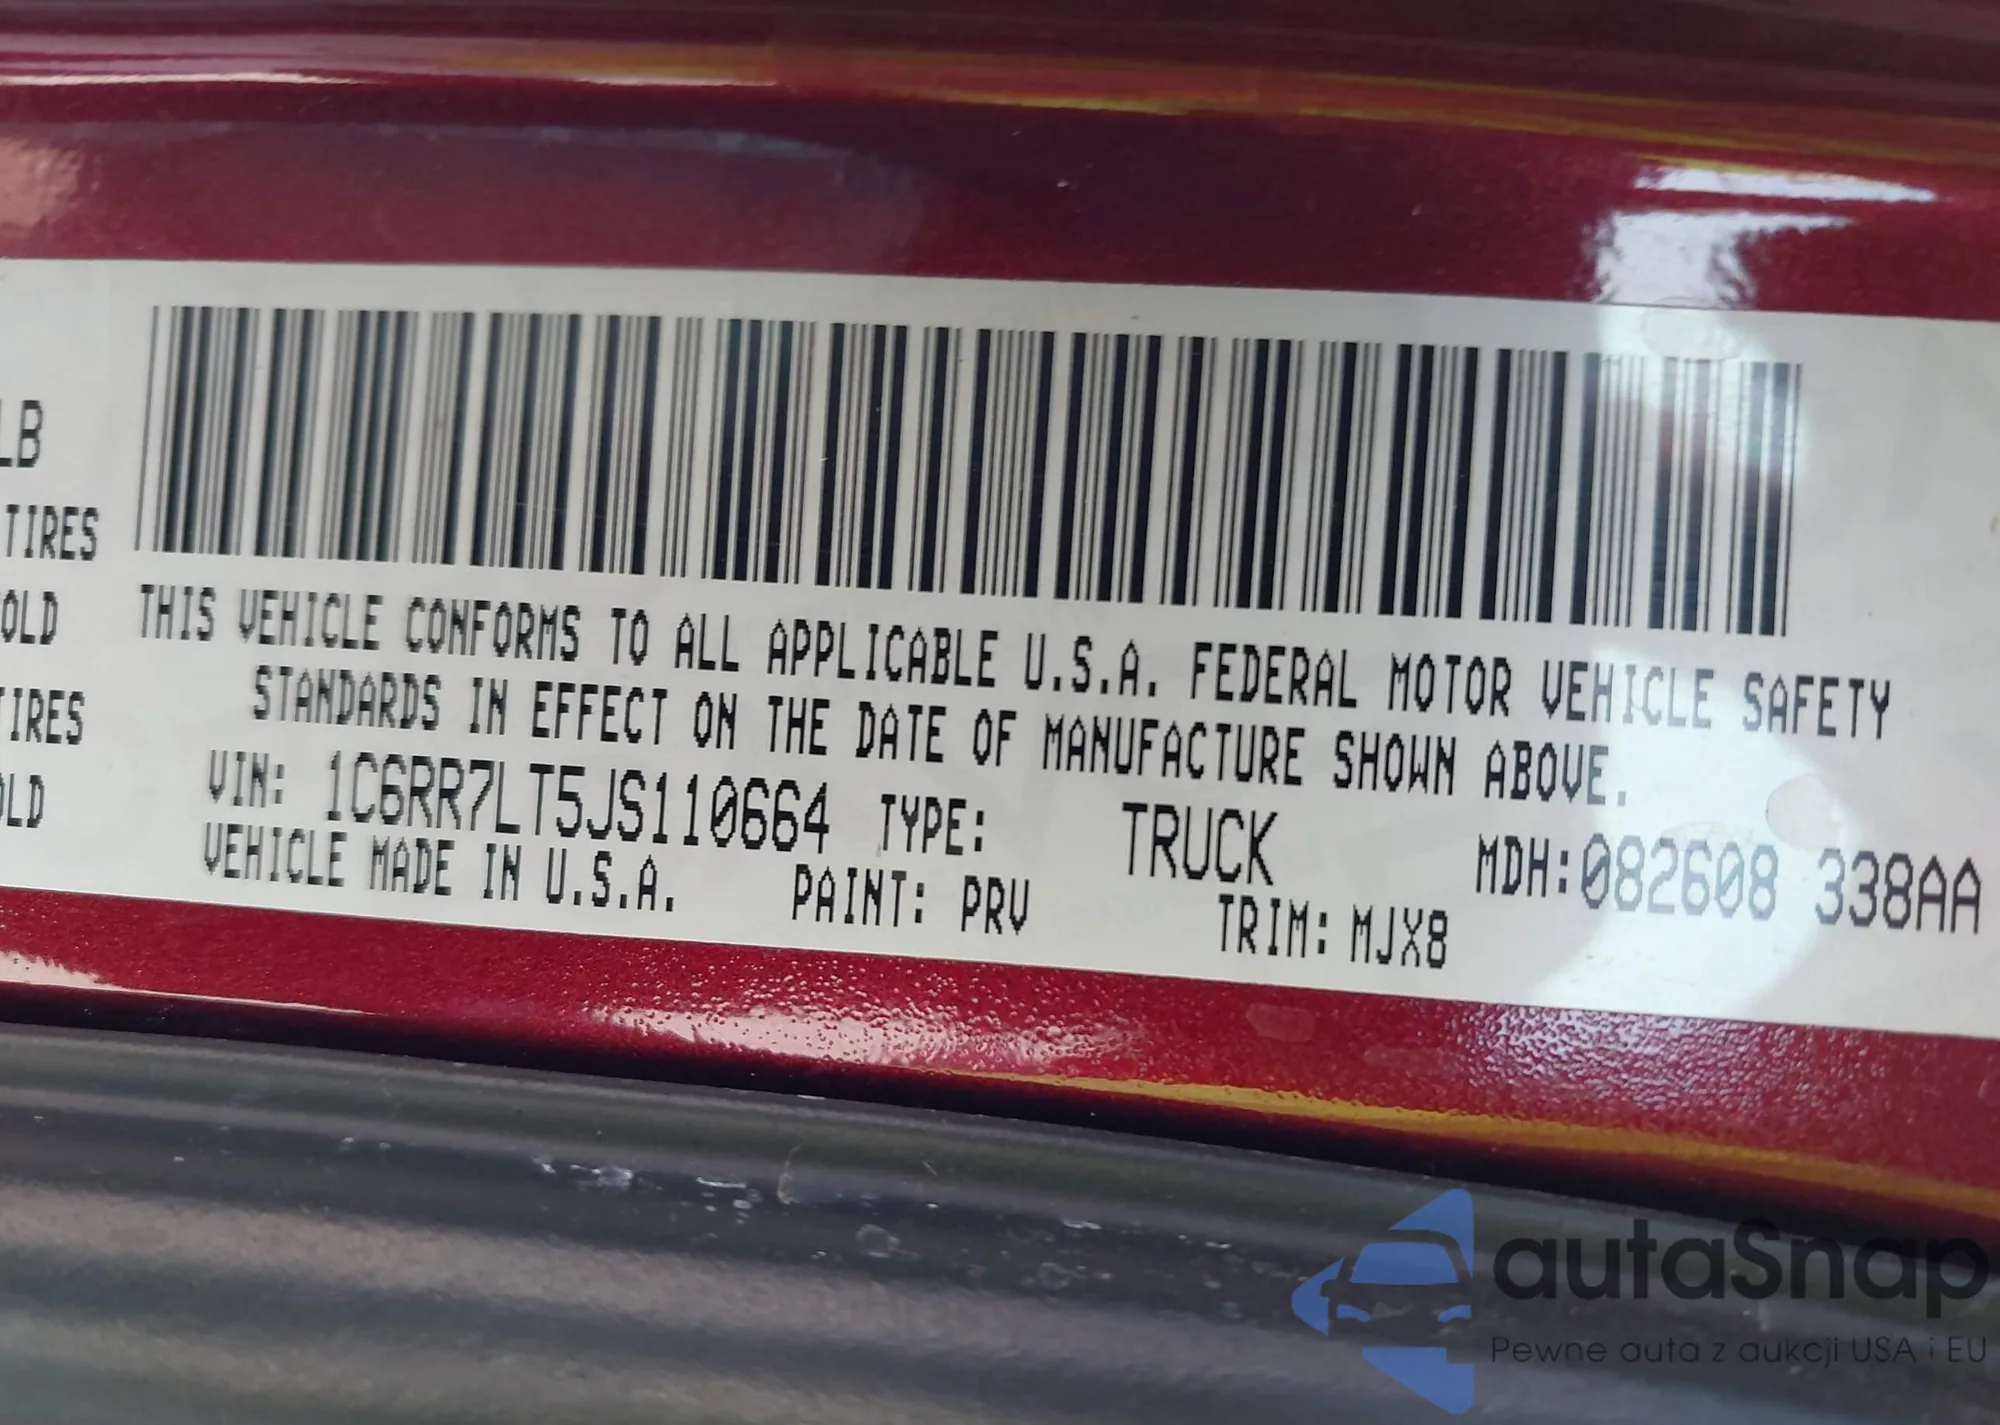 LB
TIRES
OLD
TIRES
OLD
THIS VEHICLE CONFORMS TO ALL APPLICABLE U.S.A. FEDERAL MOTOR VEHICLE SAFETY
STANDARDS IN EFFECT ON THE DATE OF MANUFACTURE SHOWN ABOVE.
VIN: 1C6RR7LT5JS110664 TYPE: TRUCK MDH:082608 338AA
VEHICLE MADE IN U.S.A. PAINT: PRV TRIM: MJX8
autaSnap
Pewne auta z aukcji USA i EU